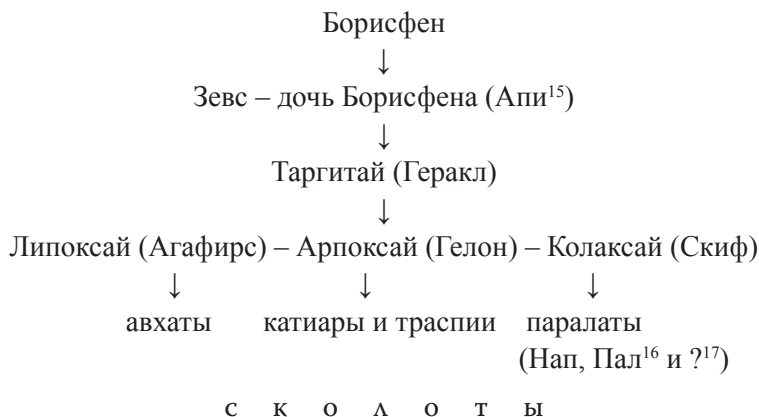 Борисфен
↓
Зевс – дочь Борисфена (Апи¹⁵)
↓
Таргитай (Геракл)
↓
Липоксай (Агафирс) – Арпоксай (Гелон) – Колаксай (Скиф)
↓ ↓ ↓
авхаты катиары и траспии паралаты
(Нап, Пал¹⁶ и ?¹⁷)
с к о л о т ы